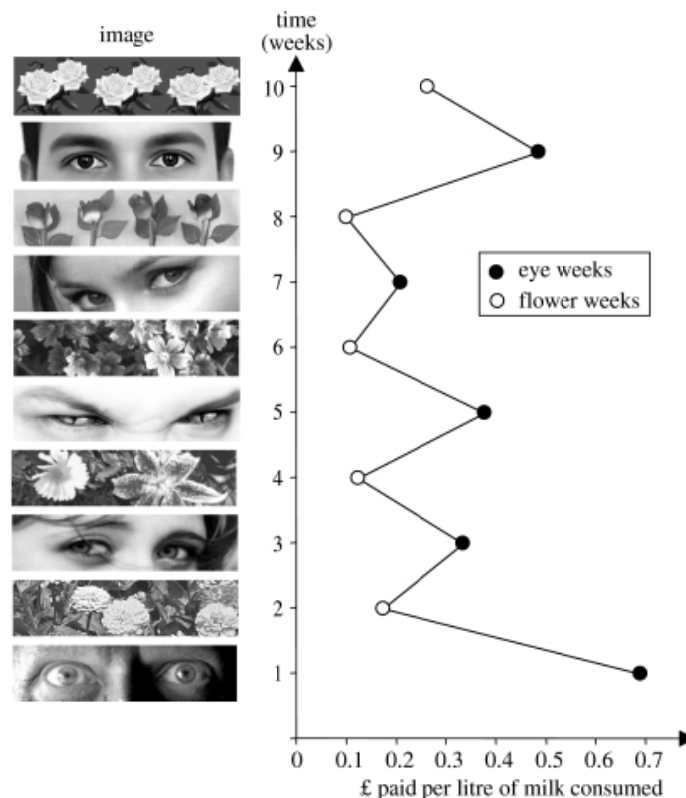 image
time
(weeks)
10
9
8
7
6
5
4
3
2
1
eye weeks
flower weeks
0 0.1 0.2 0.3 0.4 0.5 0.6 0.7
£ paid per litre of milk consumed